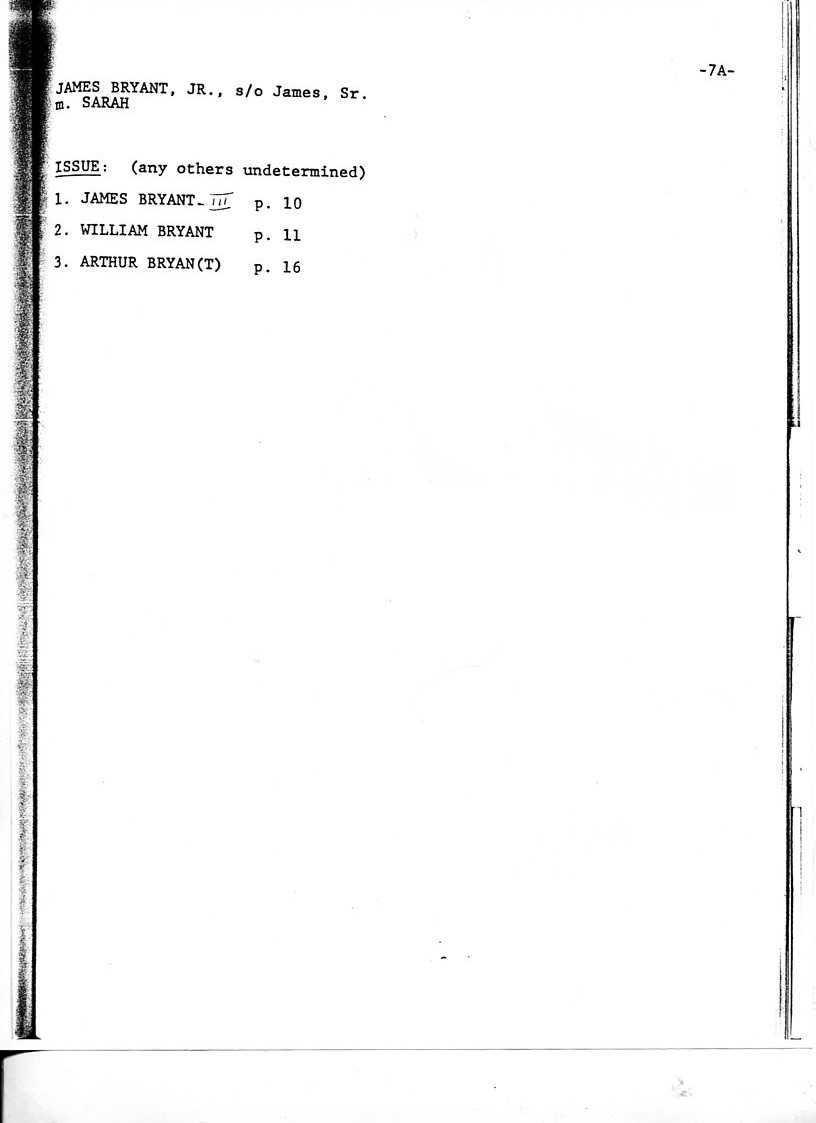 -7A-
JAMES BRYANT, JR., s/o James, Sr.
m. SARAH
ISSUE: (any others undetermined)
1. JAMES BRYANT- III p. 10
2. WILLIAM BRYANT p. 11
3. ARTHUR BRYAN(T) p. 16